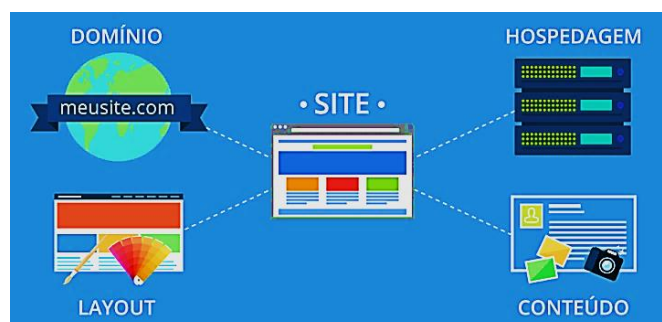 DOMÍNIO
meusite.com
HOSPEDAGEM
• SITE •
LAYOUT
CONTEÚDO